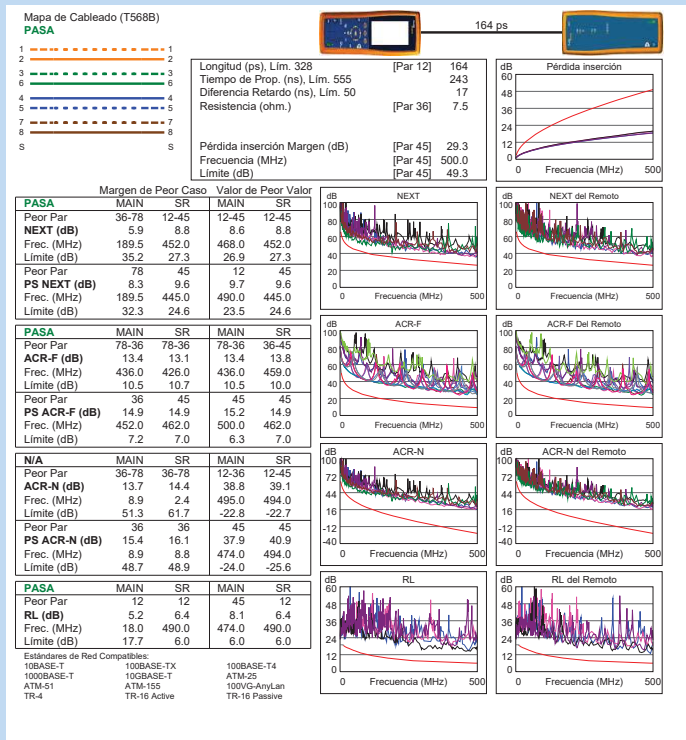 Mapa de Cableado (T568B)
PASA
1 1
2 2
3 3
6 6
4 4
5 5
7 7
8 8
S S
164 ps
Longitud (ps), Lím. 328 [Par 12] 164
Tiempo de Prop. (ns), Lím. 555 243
Diferencia Retardo (ns), Lím. 50 17
Resistencia (ohm.) [Par 36] 7.5
Pérdida inserción Margen (dB) [Par 45] 29.3
Frecuencia (MHz) [Par 45] 500.0
Límite (dB) [Par 45] 49.3
dB Pérdida inserción
60
48
36
24
12
0
0 Frecuencia (MHz) 500
Margen de Peor Caso Valor de Peor Valor
PASA MAIN SR MAIN SR
Peor Par 36-78 12-45 12-45 12-45
NEXT (dB) 5.9 8.8 8.6 8.8
Frec. (MHz) 189.5 452.0 468.0 452.0
Límite (dB) 35.2 27.3 26.9 27.3
Peor Par 78 45 12 45
PS NEXT (dB) 8.3 9.6 9.7 9.6
Frec. (MHz) 189.5 445.0 490.0 445.0
Límite (dB) 32.3 24.6 23.5 24.6
dB NEXT
100
80
60
40
20
0
0 Frecuencia (MHz) 500
dB NEXT del Remoto
100
80
60
40
20
0
0 Frecuencia (MHz) 500
PASA MAIN SR MAIN SR
Peor Par 78-36 78-36 78-36 36-45
ACR-F (dB) 13.4 13.1 13.4 13.8
Frec. (MHz) 436.0 426.0 436.0 459.0
Límite (dB) 10.5 10.7 10.5 10.0
Peor Par 36 45 45 45
PS ACR-F (dB) 14.9 14.9 15.2 14.9
Frec. (MHz) 452.0 462.0 500.0 462.0
Límite (dB) 7.2 7.0 6.3 7.0
dB ACR-F
100
80
60
40
20
0
0 Frecuencia (MHz) 500
dB ACR-F Del Remoto
100
80
60
40
20
0
0 Frecuencia (MHz) 500
N/A MAIN SR MAIN SR
Peor Par 36-78 36-78 12-36 12-45
ACR-N (dB) 13.7 14.4 38.8 39.1
Frec. (MHz) 8.9 2.4 495.0 494.0
Límite (dB) 51.3 61.7 -22.8 -22.7
Peor Par 36 36 45 45
PS ACR-N (dB) 15.4 16.1 37.9 40.9
Frec. (MHz) 8.9 8.8 474.0 494.0
Límite (dB) 48.7 48.9 -24.0 -25.6
dB ACR-N
100
72
44
16
-12
-40
0 Frecuencia (MHz) 500
dB ACR-N del Remoto
100
72
44
16
-12
-40
0 Frecuencia (MHz) 500
PASA MAIN SR MAIN SR
Peor Par 12 12 45 12
RL (dB) 5.2 6.4 8.1 6.4
Frec. (MHz) 18.0 490.0 474.0 490.0
Límite (dB) 17.7 6.0 6.0 6.0
dB RL
60
48
36
24
12
0
0 Frecuencia (MHz) 500
dB RL del Remoto
60
48
36
24
12
0
0 Frecuencia (MHz) 500
Estándares de Red Compatibles:
10BASE-T 100BASE-TX 100BASE-T4
1000BASE-T 10GBASE-T ATM-25
ATM-51 ATM-155 100VG-AnyLan
TR-4 TR-16 Active TR-16 Passive